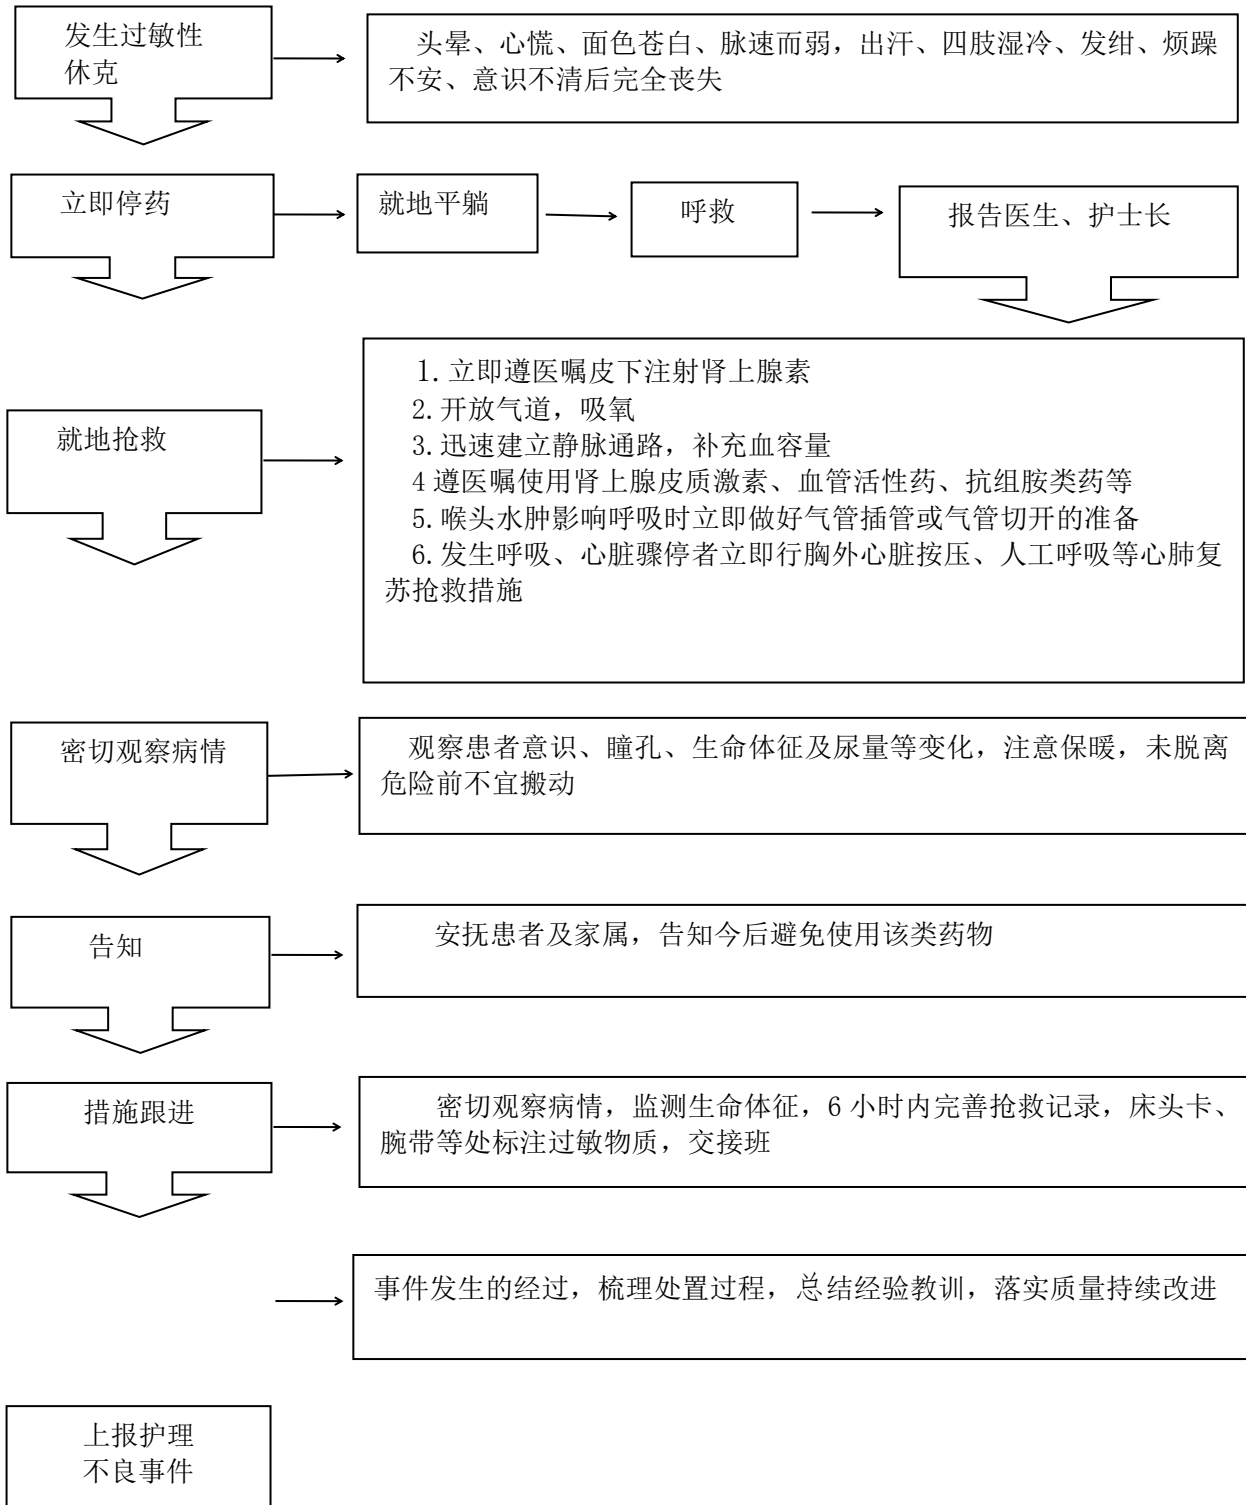 发生过敏性
休克
头晕、心慌、面色苍白、脉速而弱，出汗、四肢湿冷、发绀、烦躁
不安、意识不清后完全丧失
立即停药
就地平躺
呼救
报告医生、护士长
就地抢救
1.立即遵医嘱皮下注射肾上腺素
2.开放气道，吸氧
3.迅速建立静脉通路，补充血容量
4 遵医嘱使用肾上腺皮质激素、血管活性药、抗组胺类药等
5.喉头水肿影响呼吸时立即做好气管插管或气管切开的准备
6.发生呼吸、心脏骤停者立即行胸外心脏按压、人工呼吸等心肺复
苏抢救措施
密切观察病情
观察患者意识、瞳孔、生命体征及尿量等变化，注意保暖，未脱离
危险前不宜搬动
告知
安抚患者及家属，告知今后避免使用该类药物
措施跟进
密切观察病情，监测生命体征，6 小时内完善抢救记录，床头卡、
腕带等处标注过敏物质，交接班
事件发生的经过，梳理处置过程，总结经验教训，落实质量持续改进
上报护理
不良事件